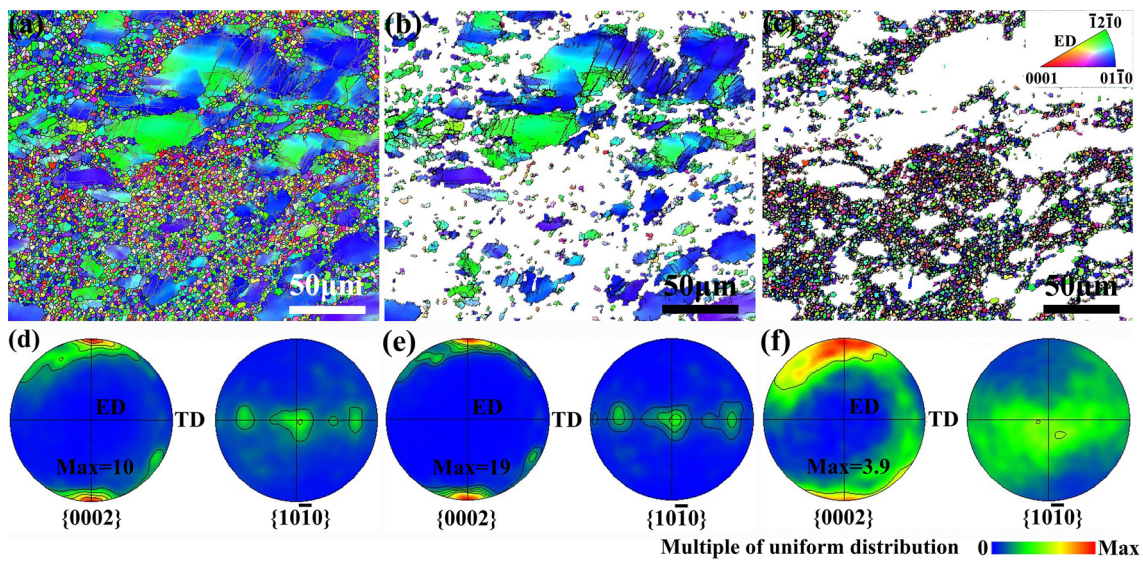 (a)
50μm
(b)
50μm
(c)
ED
1̄21̄0
0001
011̄0
50μm
(d)
ED
TD
Max=10
{0002}
{101̄0}
(e)
ED
TD
Max=19
{0002}
{101̄0}
(f)
ED
TD
Max=3.9
{0002}
{101̄0}
Multiple of uniform distribution 0 Max